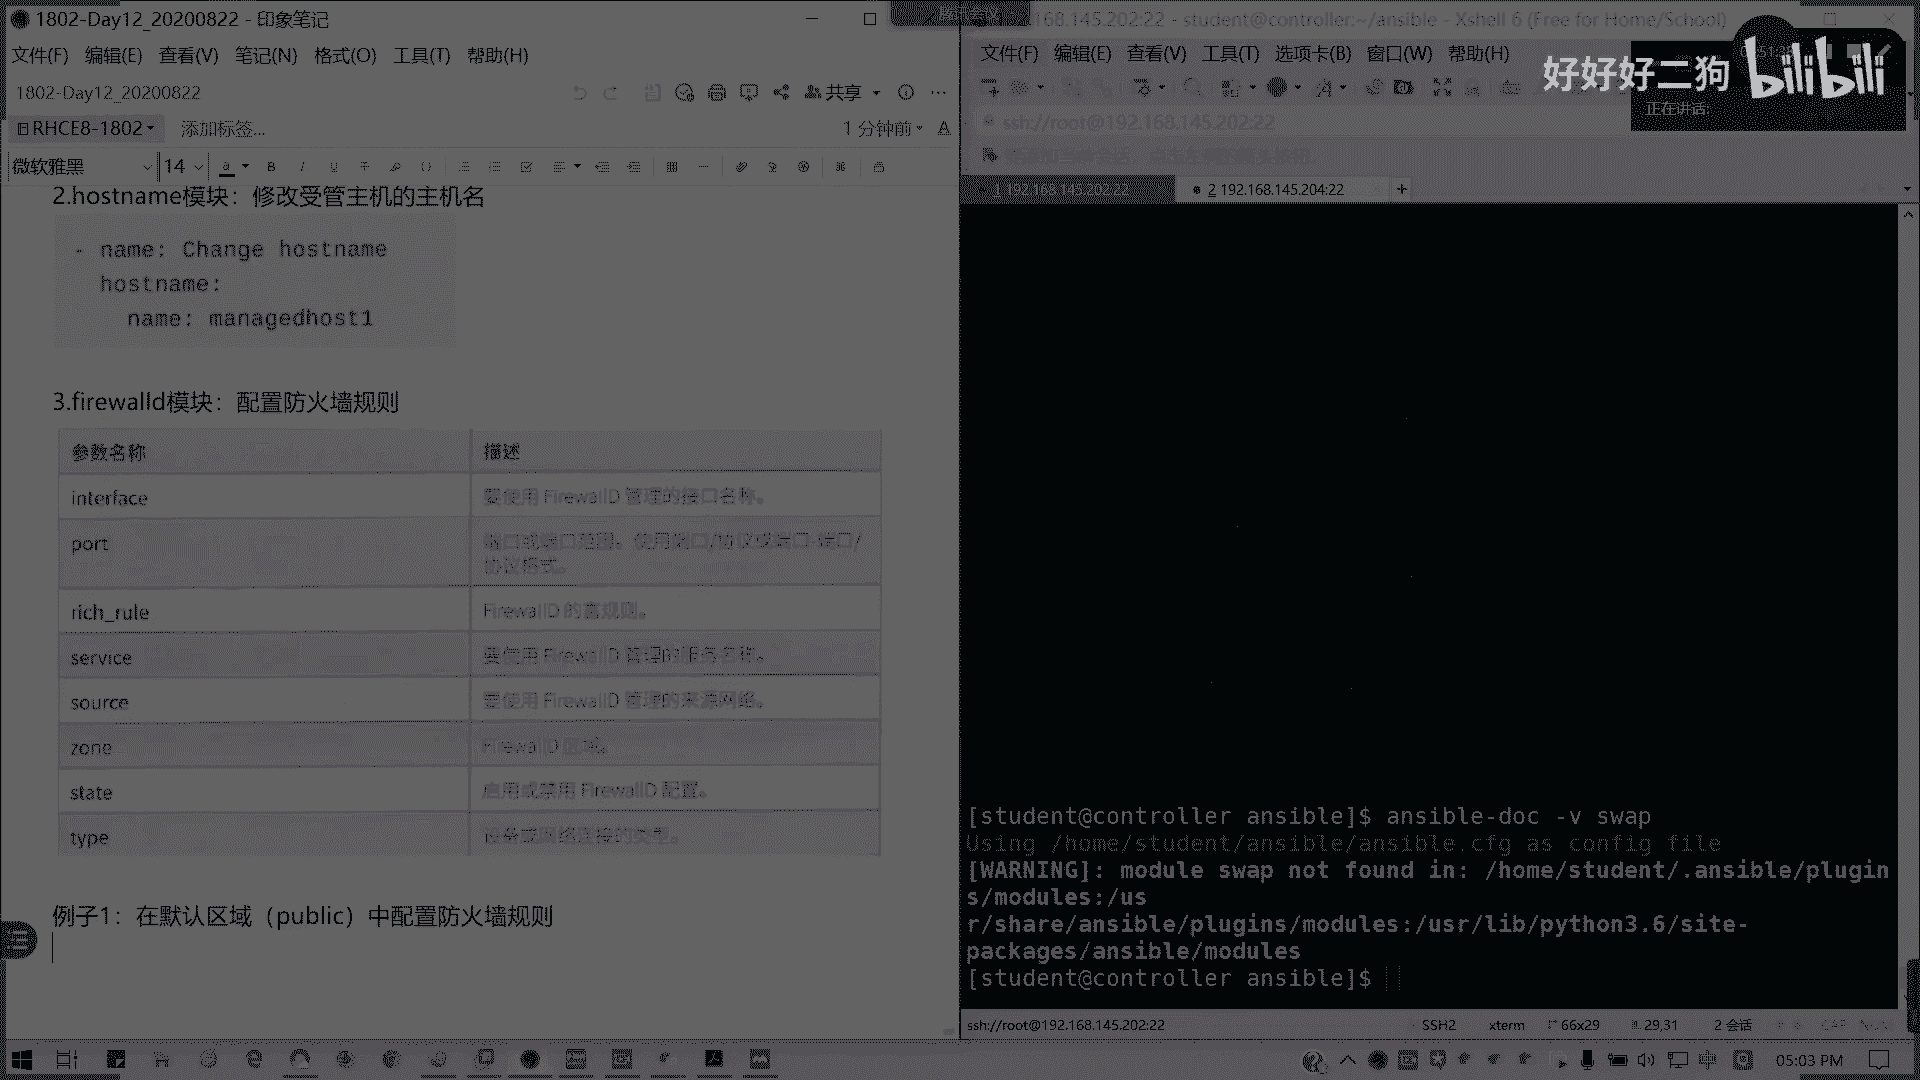 1802-Day12_20200822 - 印象笔记
文件(F) 编辑(E) 查看(V) 笔记(N) 格式(O) 工具(T) 帮助(H)
1802-Day12_20200822
共享
RHCE8-1802 添加标签...
1 分钟前
微软雅黑 14
2.hostname模块：修改受管主机的主机名
- name: Change hostname
hostname:
name: managedhost1
3.firewalld模块：配置防火墙规则
参数名称 描述
interface 要使用 FirewallD 管理的接口名称。
port 端口或端口范围。使用端口/协议或端口-端口/
协议格式。
rich_rule FirewallD 的富规则。
service 要使用 FirewallD 管理的服务名称。
source 要使用 FirewallD 管理的来源网络。
zone FirewallD 区域。
state 启用或禁用 FirewallD 配置。
type 设备或网络连接的类型。
例子1：在默认区域（public）中配置防火墙规则
168.145.202:22 - student@controller:~/ansible - Xshell 6 (Free for Home/School)
文件(F) 编辑(E) 查看(V) 工具(T) 选项卡(B) 窗口(W) 帮助(H)
好好好二狗 bilibili
正在讲话:
ssh://root@192.168.145.202:22
1 192.168.145.202:22
2 192.168.145.204:22
[student@controller ansible]$ ansible-doc -v swap
Using /home/student/ansible/ansible.cfg as config file
[WARNING]: module swap not found in: /home/student/.ansible/plugin
s/modules:/us
r/share/ansible/plugins/modules:/usr/lib/python3.6/site-
packages/ansible/modules
[student@controller ansible]$
ssh://root@192.168.145.202:22 SSH2 xterm 66x29 29,31 2 会话 CAP
中 05:03 PM